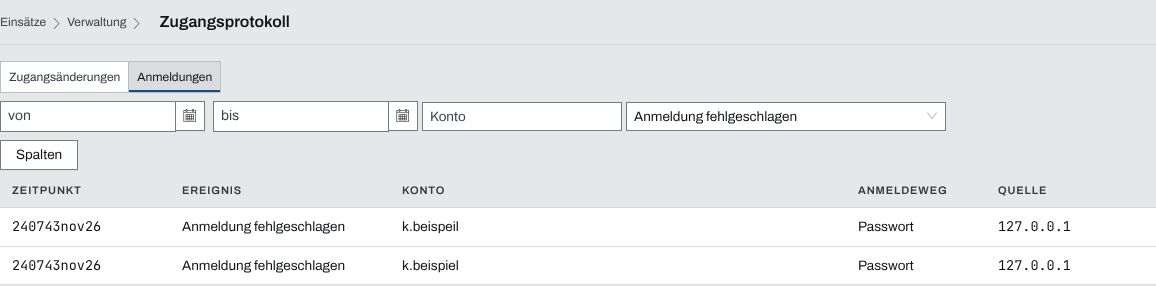 Einsätze Verwaltung Zugangsprotokoll
Zugangsänderungen Anmeldungen
von bis Konto Anmeldung fehlgeschlagen
Spalten
ZEITPUNKT EREIGNIS KONTO ANMELDEWEG QUELLE
240743nov26 Anmeldung fehlgeschlagen k.beispeil Passwort 127.0.0.1
240743nov26 Anmeldung fehlgeschlagen k.beispiel Passwort 127.0.0.1